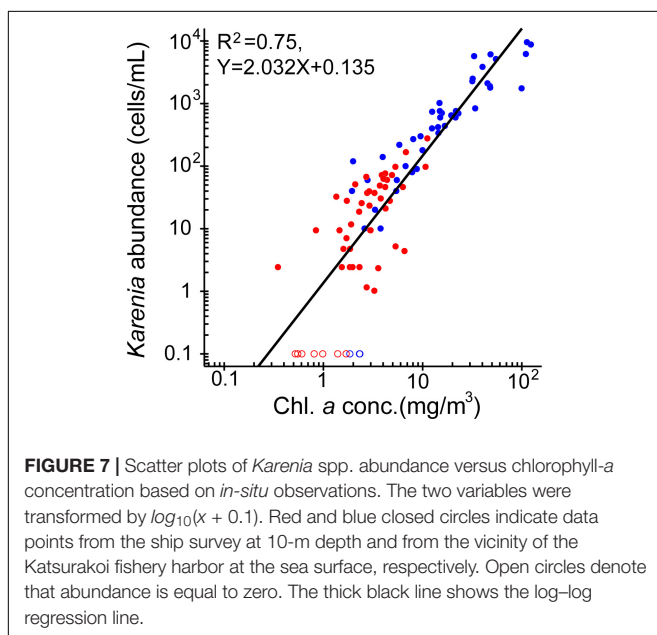 R²=0.75,
Y=2.032X+0.135
Karenia abundance (cells/mL)
10⁴
10³
10²
10
1
0.1
0.1
1
10
10²
Chl. a conc.(mg/m³)
FIGURE 7 | Scatter plots of Karenia spp. abundance versus chlorophyll-a
concentration based on in-situ observations. The two variables were
transformed by log₁₀(x + 0.1). Red and blue closed circles indicate data
points from the ship survey at 10-m depth and from the vicinity of the
Katsurakoi fishery harbor at the sea surface, respectively. Open circles denote
that abundance is equal to zero. The thick black line shows the log–log
regression line.